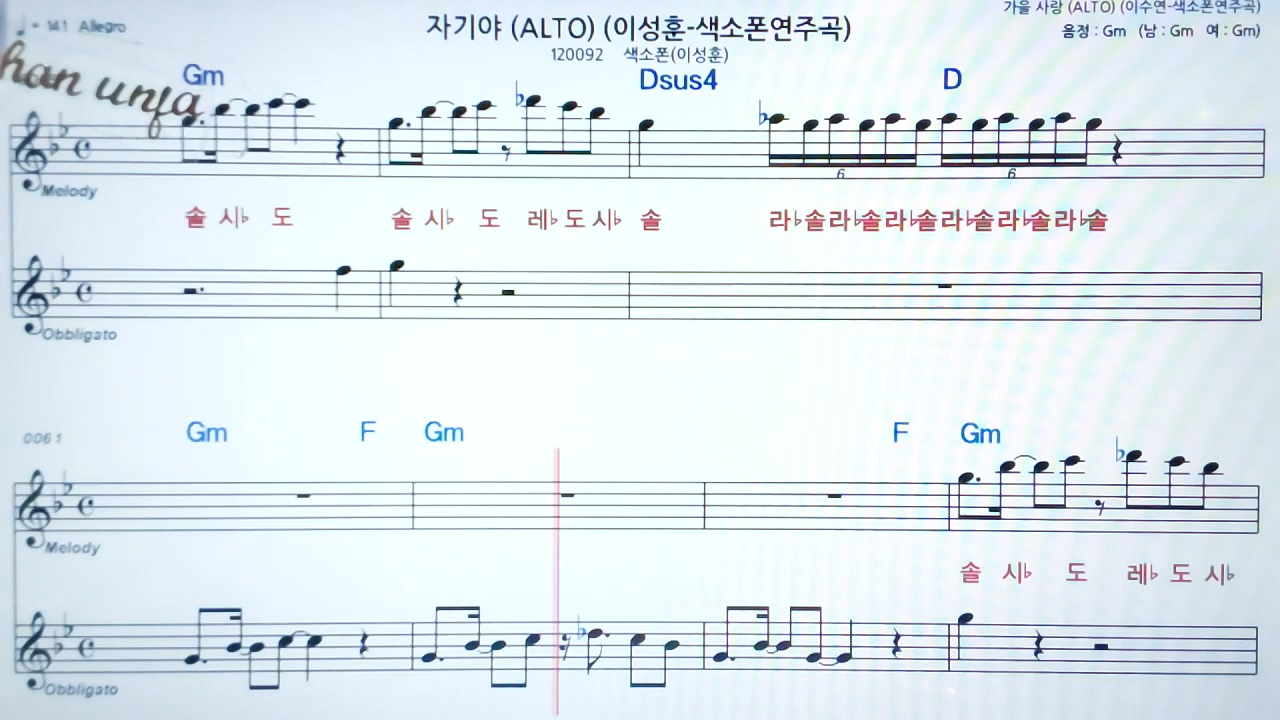 ♩= 141 Allegro
자기야 (ALTO) (이성훈-색소폰연주곡)
가을 사랑 (ALTO) (이수연-색소폰연주곡)
120092 색소폰(이성훈)
음정 : Gm (남 : Gm 여 : Gm)
han unja
Gm Dsus4 D
6 6
Melody
솔 시♭ 도 솔 시♭ 도 레♭ 도 시♭ 솔 라♭솔라♭솔라♭솔라♭솔라♭솔라♭솔
Obbligato
0061 Gm F Gm F Gm
Melody
솔 시♭ 도 레♭ 도 시♭
Obbligato